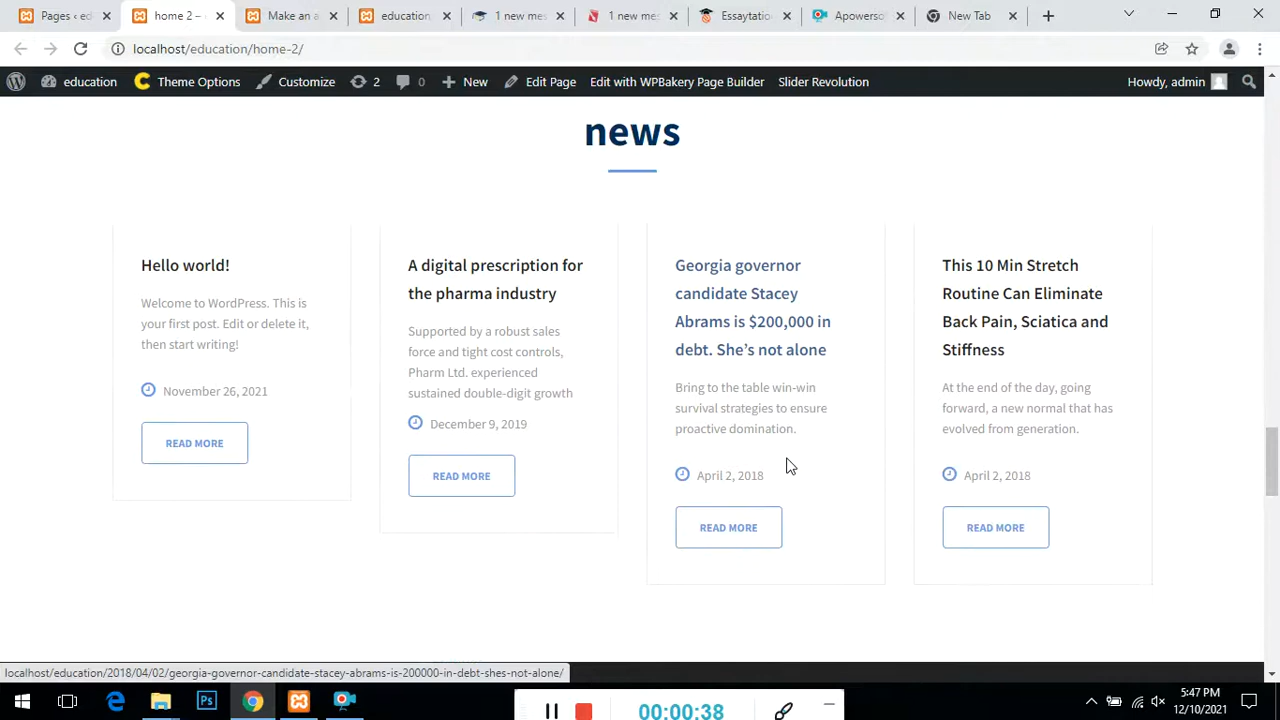 Pages ‹ ed
home 2 –
Make an a
education
1 new mes
1 new mes
Essaytatio
Apowersof
New Tab
localhost/education/home-2/
education
Theme Options
Customize
2
0
New
Edit Page
Edit with WPBakery Page Builder
Slider Revolution
Howdy, admin
news
Hello world!
Welcome to WordPress. This is
your first post. Edit or delete it,
then start writing!
November 26, 2021
READ MORE
A digital prescription for
the pharma industry
Supported by a robust sales
force and tight cost controls,
Pharm Ltd. experienced
sustained double-digit growth
December 9, 2019
READ MORE
Georgia governor
candidate Stacey
Abrams is $200,000 in
debt. She’s not alone
Bring to the table win-win
survival strategies to ensure
proactive domination.
April 2, 2018
READ MORE
This 10 Min Stretch
Routine Can Eliminate
Back Pain, Sciatica and
Stiffness
At the end of the day, going
forward, a new normal that has
evolved from generation.
April 2, 2018
READ MORE
localhost/education/2018/04/02/georgia-governor-candidate-stacey-abrams-is-200000-in-debt-shes-not-alone/
Ps
00:00:38
5:47 PM
12/10/2021